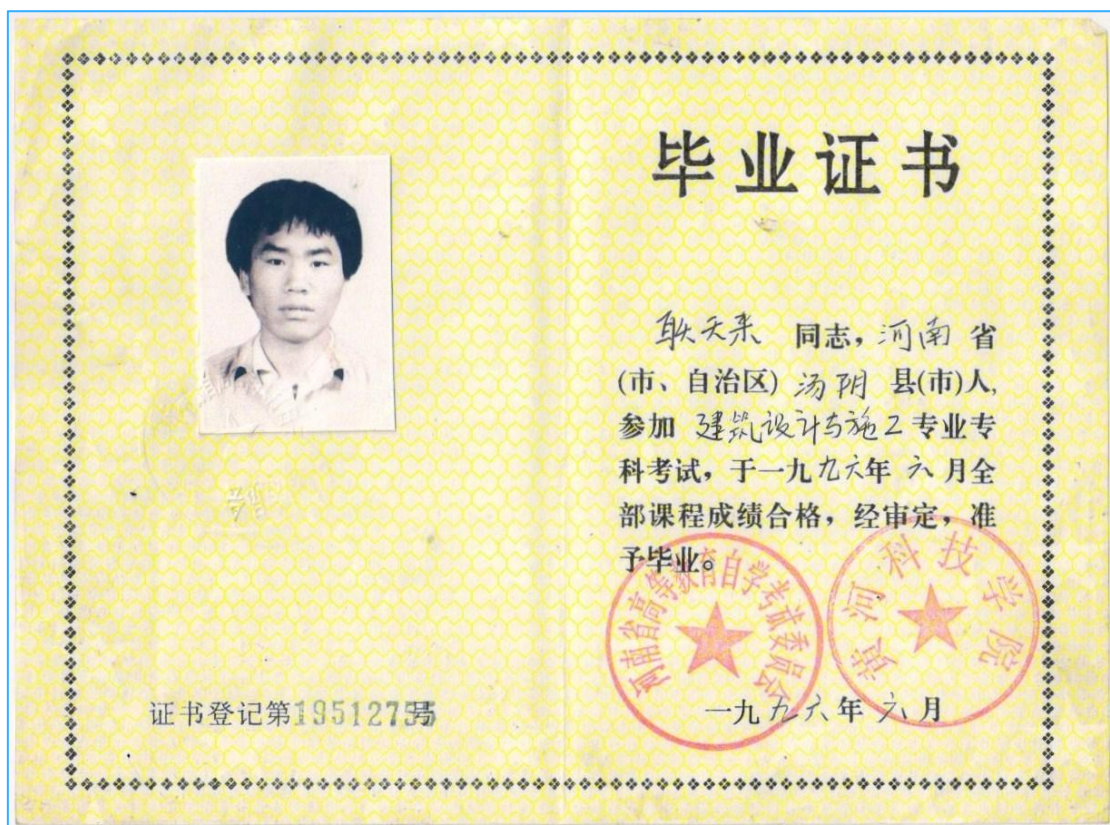 毕业证书
耿天来 同志，河南 省
(市、自治区) 汤阴 县(市)人,
参加 建筑设计与施工 专业专
科考试，于一九九六年 六 月全
部课程成绩合格，经审定，准
予毕业。
河南省高等教育自学考试委员会
黄河科技学院
一九九六年 六 月
证书登记第19512755号